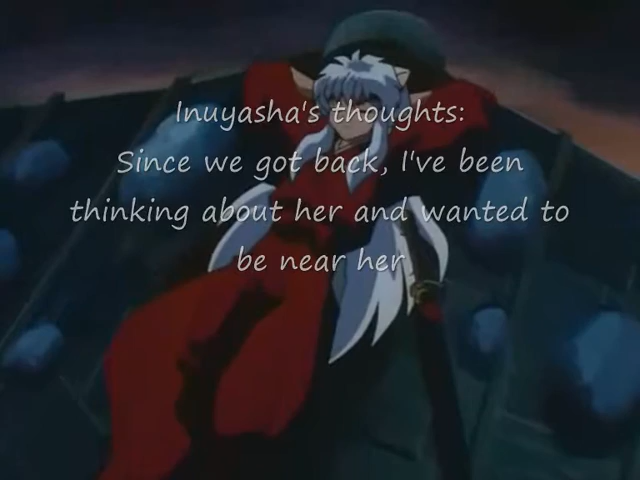 Inuyasha's thoughts:
Since we got back, I've been
thinking about her and wanted to
be near her